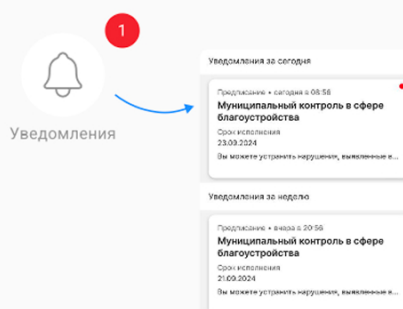 1
Уведомления
Уведомления за сегодня
Предписание • сегодня в 08:56
Муниципальный контроль в сфере
благоустройства
Срок исполнения
23.09.2024
Вы можете устранить нарушения, выявленные в...
Уведомления за неделю
Предписание • вчера в 20:56
Муниципальный контроль в сфере
благоустройства
Срок исполнения
21.09.2024
Вы можете устранить нарушения, выявленные в...